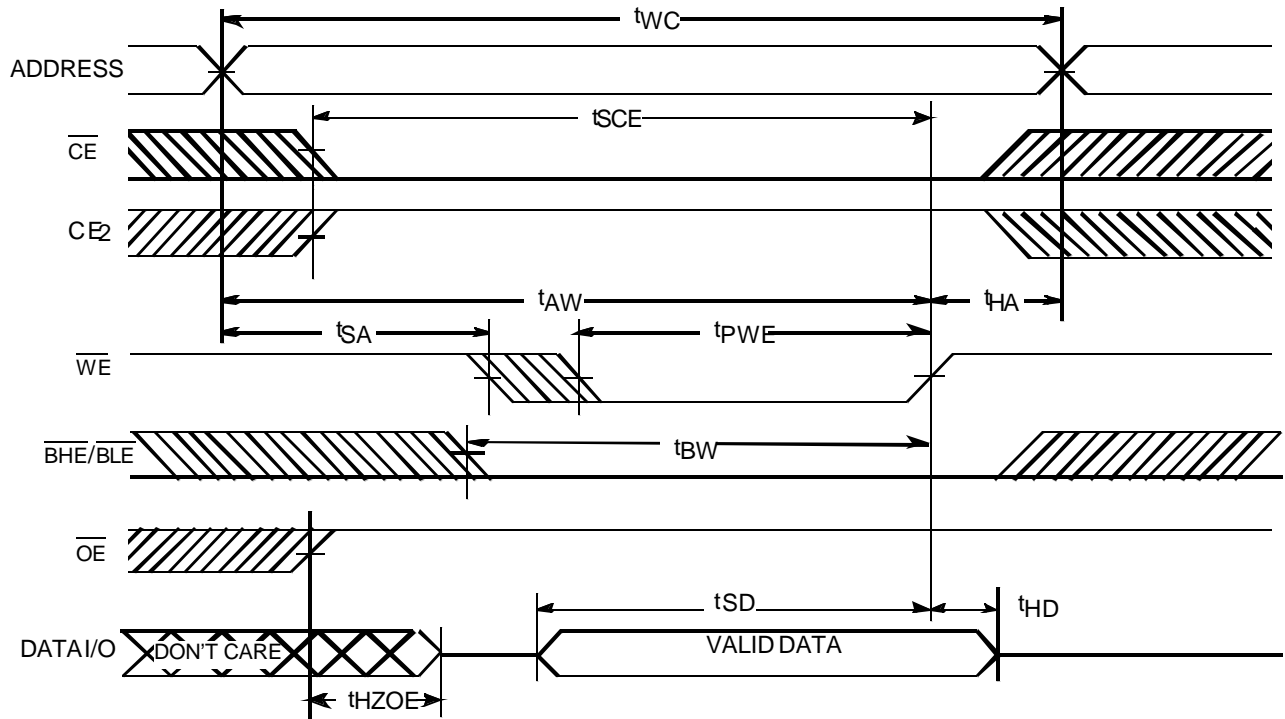 tWC
ADDRESS
tSCE
CE
CE2
tAW
tHA
tSA
tPWE
WE
BHE/BLE
tBW
OE
tSD
tHD
DATA I/O
DON'T CARE
VALID DATA
tHZOE